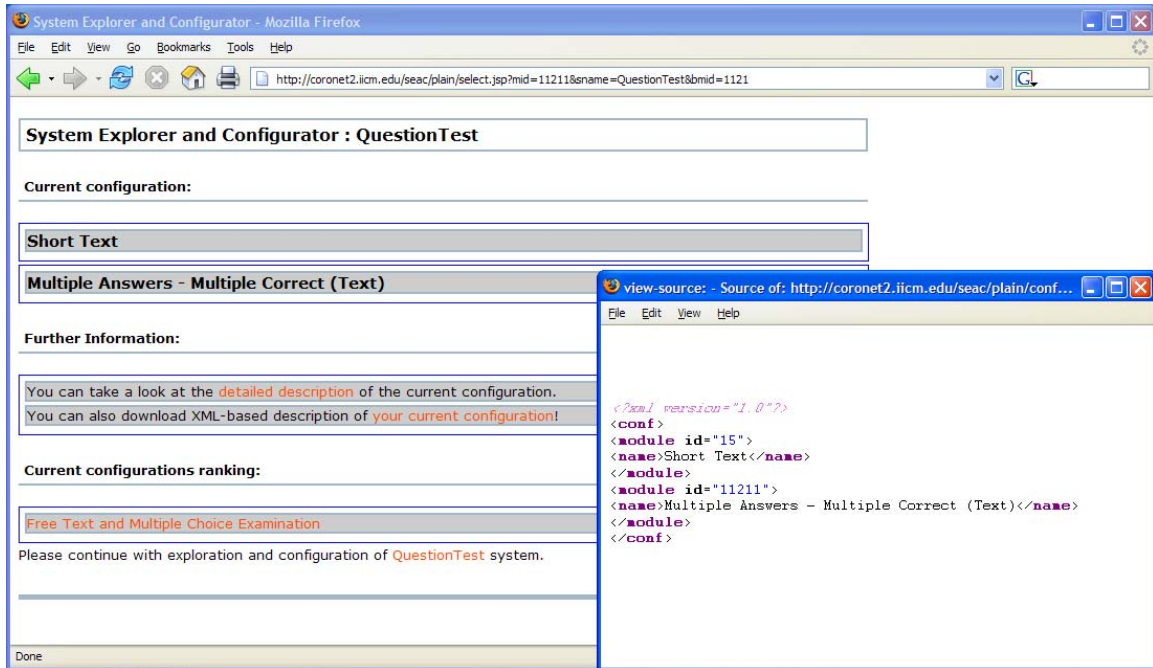 System Explorer and Configurator - Mozilla Firefox
File Edit View Go Bookmarks Tools Help
http://coronet2.iicm.edu/seac/plain/select.jsp?mid=11211&sname=QuestionTest&bmid=1121
G
System Explorer and Configurator : QuestionTest
Current configuration:
Short Text
Multiple Answers - Multiple Correct (Text)
Further Information:
You can take a look at the detailed description of the current configuration.
You can also download XML-based description of your current configuration!
Current configurations ranking:
Free Text and Multiple Choice Examination
Please continue with exploration and configuration of QuestionTest system.
Done
view-source: - Source of: http://coronet2.iicm.edu/seac/plain/conf...
File Edit View Help
<?xml version="1.0"?>
<conf>
<module id="15">
<name>Short Text</name>
</module>
<module id="11211">
<name>Multiple Answers - Multiple Correct (Text)</name>
</module>
</conf>